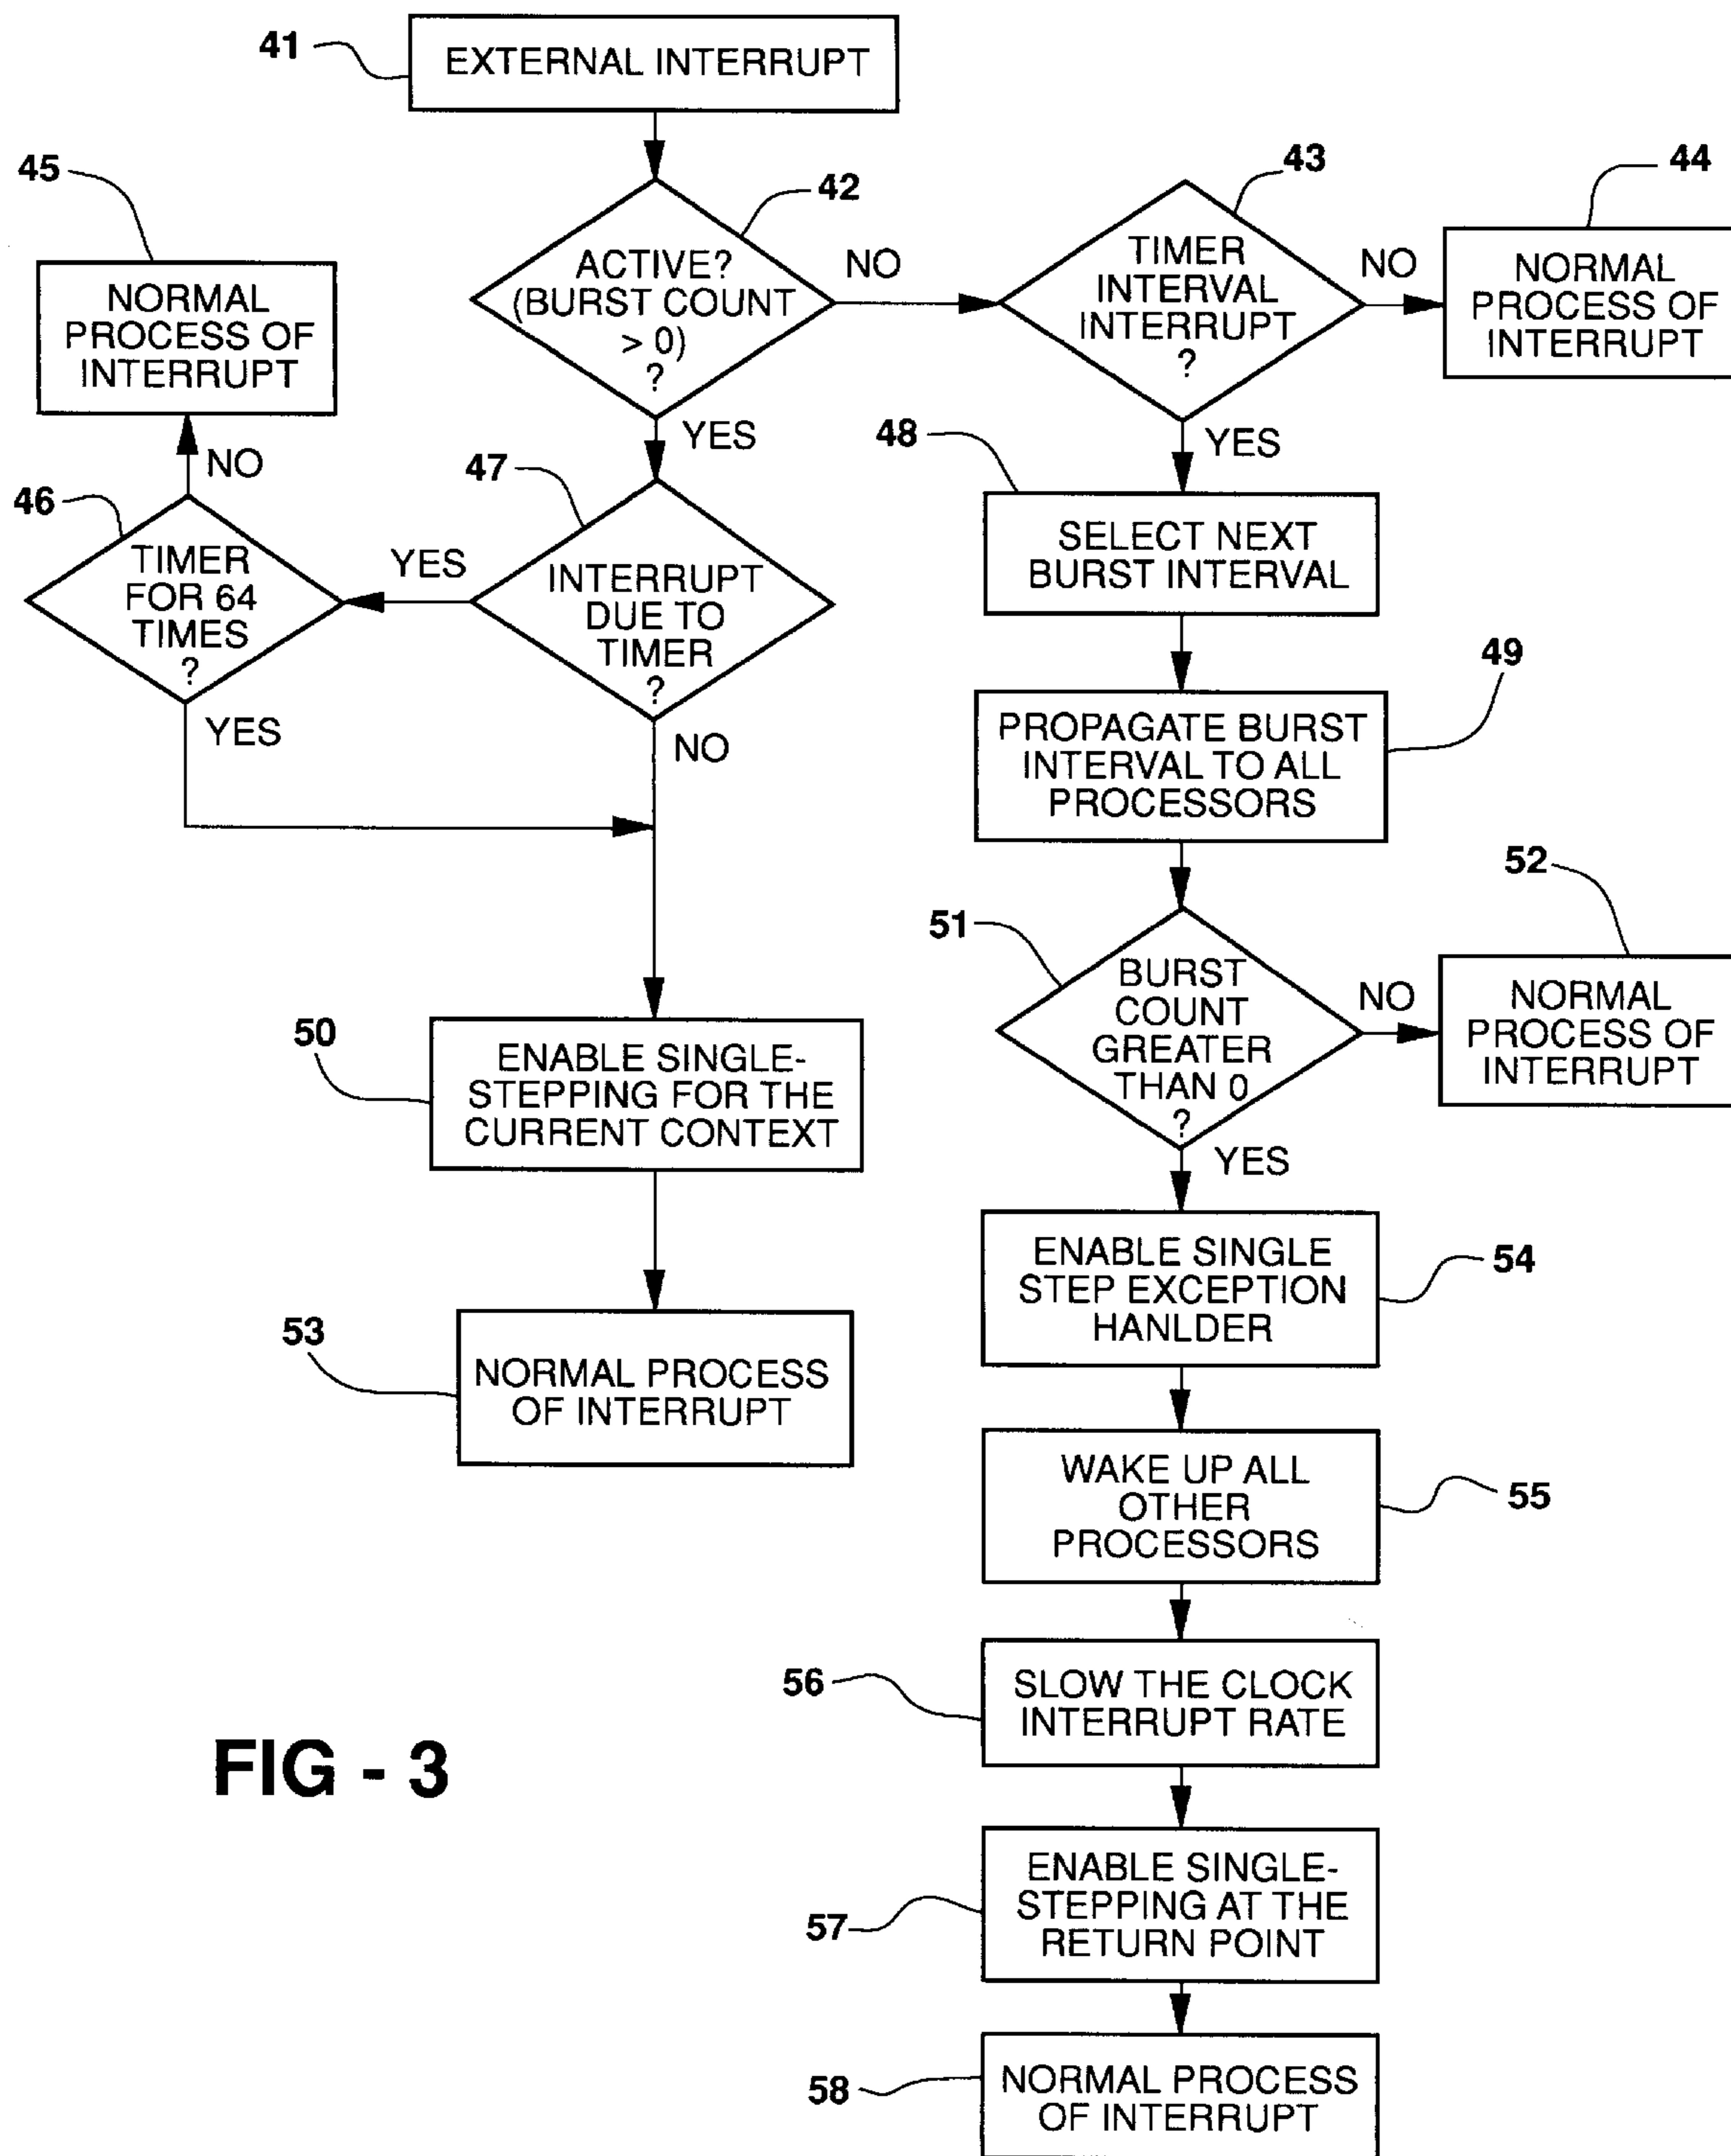 41
EXTERNAL INTERRUPT
42
ACTIVE?
(BURST COUNT
> 0)
?
NO
YES
43
TIMER
INTERVAL
INTERRUPT
?
NO
YES
44
NORMAL
PROCESS OF
INTERRUPT
45
NORMAL
PROCESS OF
INTERRUPT
NO
46
TIMER
FOR 64
TIMES
?
YES
YES
47
INTERRUPT
DUE TO
TIMER
?
NO
48
SELECT NEXT
BURST INTERVAL
49
PROPAGATE BURST
INTERVAL TO ALL
PROCESSORS
50
ENABLE SINGLE-
STEPPING FOR THE
CURRENT CONTEXT
51
BURST
COUNT
GREATER
THAN 0
?
NO
YES
52
NORMAL
PROCESS OF
INTERRUPT
53
NORMAL PROCESS
OF INTERRUPT
54
ENABLE SINGLE
STEP EXCEPTION
HANLDER
55
WAKE UP ALL
OTHER
PROCESSORS
56
SLOW THE CLOCK
INTERRUPT RATE
57
ENABLE SINGLE-
STEPPING AT THE
RETURN POINT
58
NORMAL PROCESS
OF INTERRUPT
FIG - 3